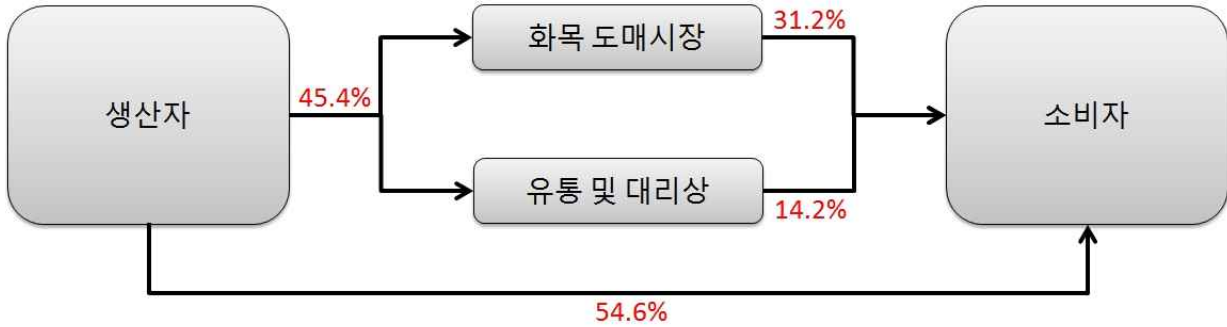 생산자
45.4%
화목 도매시장
31.2%
유통 및 대리상
14.2%
소비자
54.6%